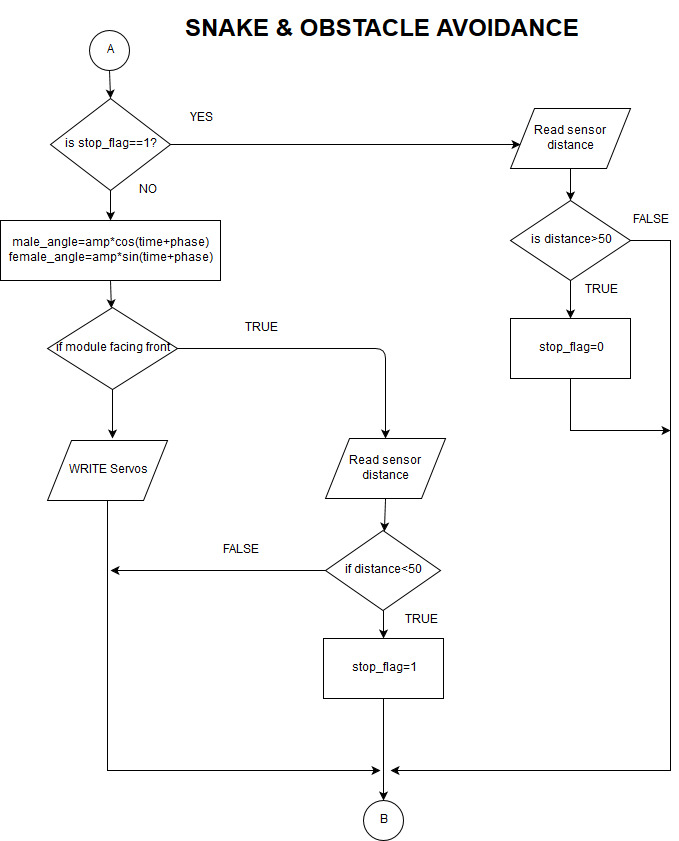 SNAKE & OBSTACLE AVOIDANCE
A
YES
is stop_flag==1?
Read sensor
distance
NO
FALSE
male_angle=amp*cos(time+phase)
female_angle=amp*sin(time+phase)
is distance>50
TRUE
TRUE
if module facing front
stop_flag=0
WRITE Servos
Read sensor
distance
FALSE
if distance<50
TRUE
stop_flag=1
B